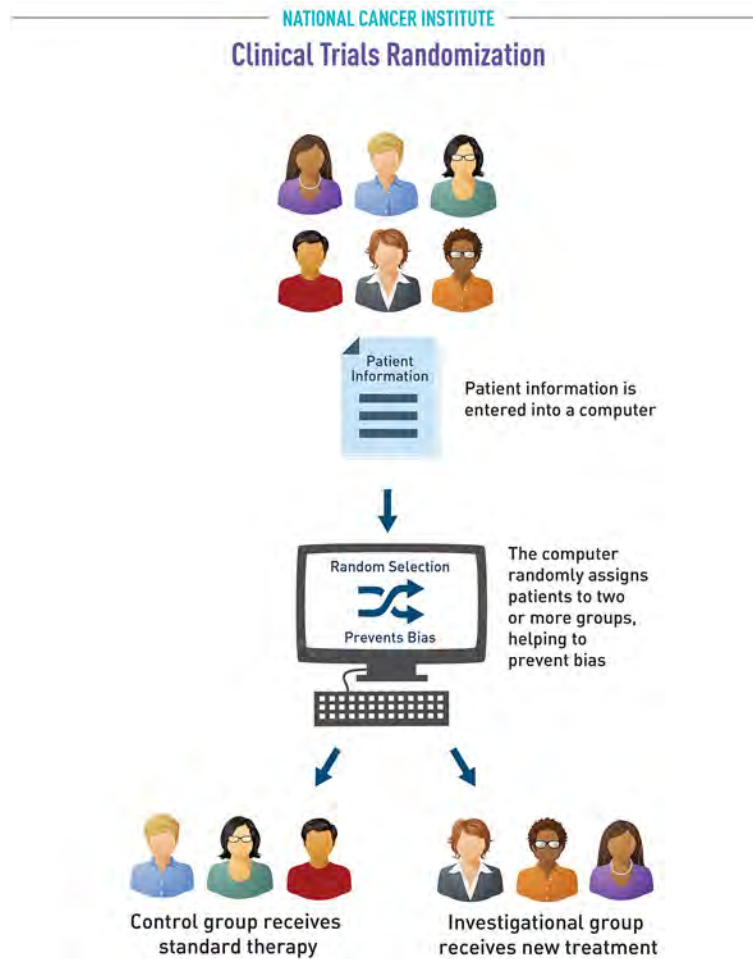 NATIONAL CANCER INSTITUTE
Clinical Trials Randomization
Patient
Information
Patient information is
entered into a computer
Random Selection
Prevents Bias
The computer
randomly assigns
patients to two
or more groups,
helping to
prevent bias
Control group receives
standard therapy
Investigational group
receives new treatment